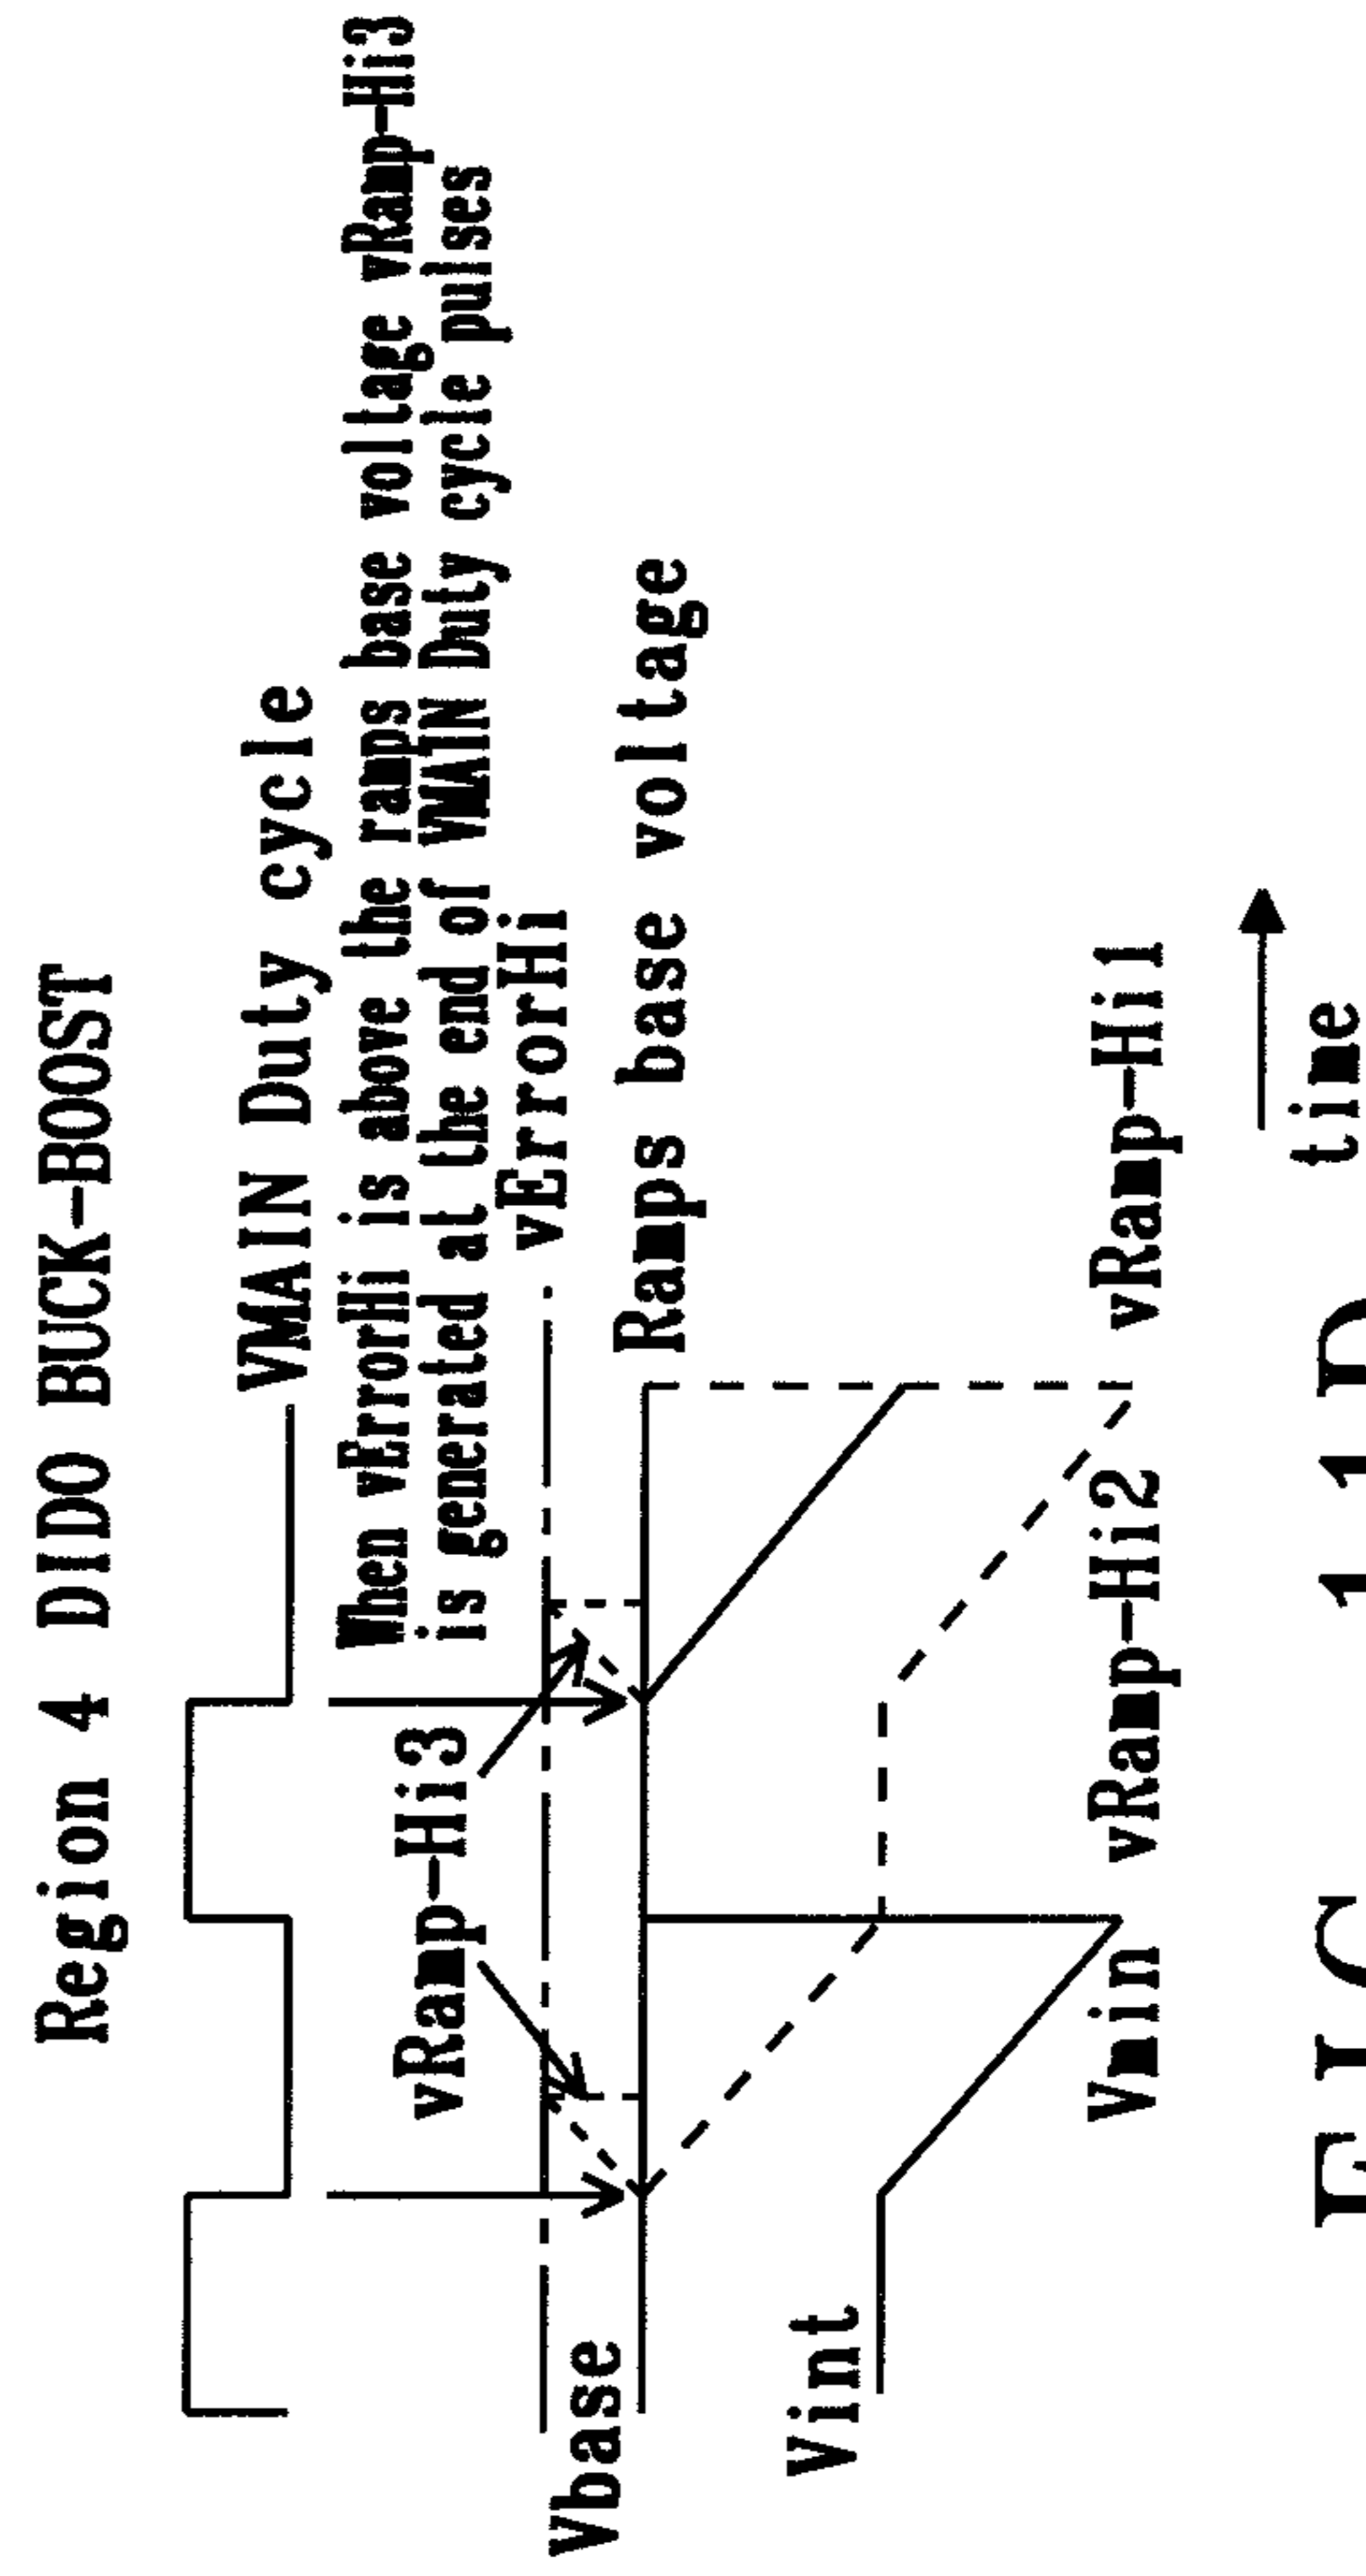 Region 4 DIDO BUCK-BOOST
VMAIN Duty cycle
When vErrorHi is above the ramps base voltage vRamp-Hi3
is generated at the end of VMAIN Duty cycle pulses
vRamp-Hi3
vErrorHi
Vbase
Ramps base voltage
Vint
Vmin vRamp-Hi2 vRamp-Hi1
time